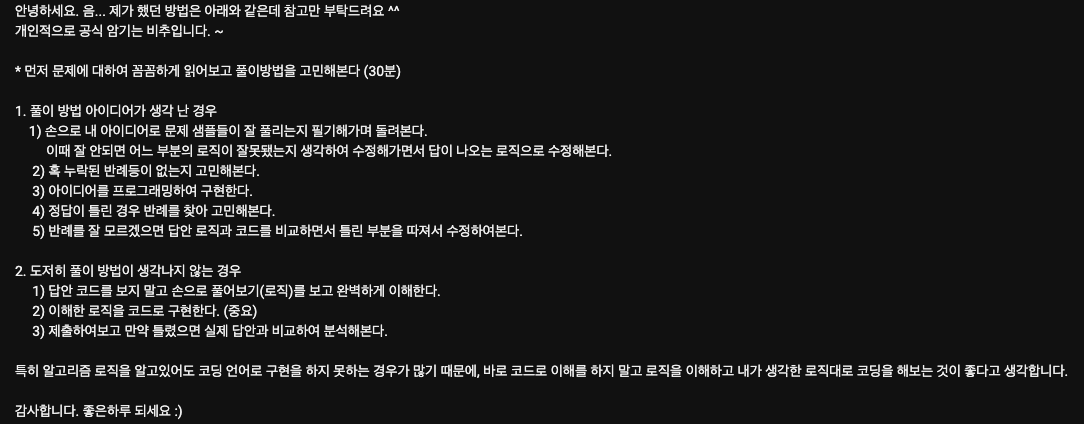 안녕하세요. 음... 제가 했던 방법은 아래와 같은데 참고만 부탁드려요 ^^
개인적으로 공식 암기는 비추입니다. ~
* 먼저 문제에 대하여 꼼꼼하게 읽어보고 풀이방법을 고민해본다 (30분)
1. 풀이 방법 아이디어가 생각 난 경우
1) 손으로 내 아이디어로 문제 샘플들이 잘 풀리는지 필기해가며 돌려본다.
이때 잘 안되면 어느 부분의 로직이 잘못됐는지 생각하여 수정해가면서 답이 나오는 로직으로 수정해본다.
2) 혹 누락된 반례등이 없는지 고민해본다.
3) 아이디어를 프로그래밍하여 구현한다.
4) 정답이 틀린 경우 반례를 찾아 고민해본다.
5) 반례를 잘 모르겠으면 답안 로직과 코드를 비교하면서 틀린 부분을 따져서 수정하여본다.
2. 도저히 풀이 방법이 생각나지 않는 경우
1) 답안 코드를 보지 말고 손으로 풀어보기(로직)를 보고 완벽하게 이해한다.
2) 이해한 로직을 코드로 구현한다. (중요)
3) 제출하여보고 만약 틀렸으면 실제 답안과 비교하여 분석해본다.
특히 알고리즘 로직을 알고있어도 코딩 언어로 구현을 하지 못하는 경우가 많기 때문에, 바로 코드로 이해를 하지 말고 로직을 이해하고 내가 생각한 로직대로 코딩을 해보는 것이 좋다고 생각합니다.
감사합니다. 좋은하루 되세요 :)